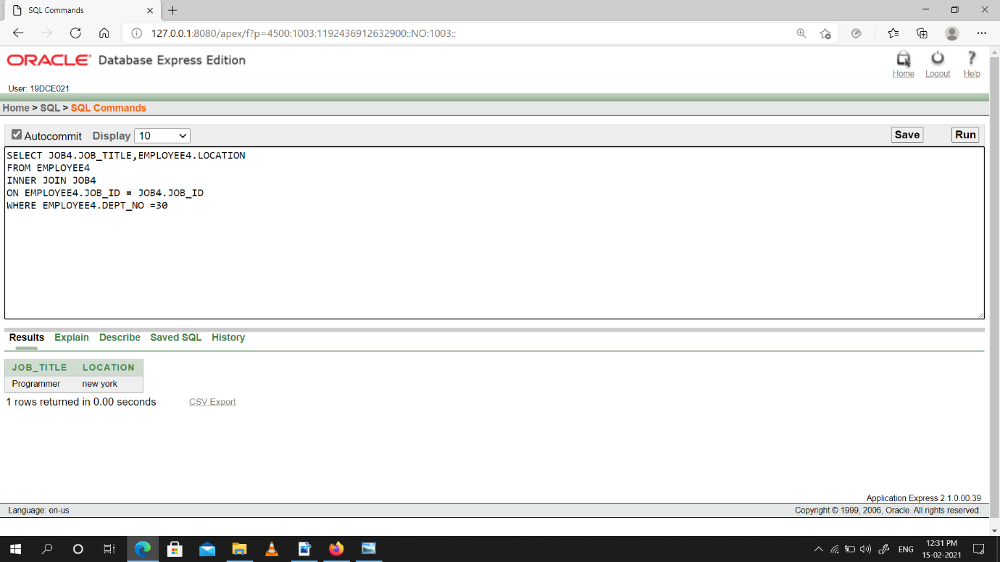 SQL Commands
127.0.0.1:8080/apex/f?p=4500:1003:1192436912632900::NO:1003::
ORACLE Database Express Edition
Home Logout Help
User: 19DCE021
Home > SQL > SQL Commands
Autocommit Display 10 Save Run
SELECT JOB4.JOB_TITLE,EMPLOYEE4.LOCATION
FROM EMPLOYEE4
INNER JOIN JOB4
ON EMPLOYEE4.JOB_ID = JOB4.JOB_ID
WHERE EMPLOYEE4.DEPT_NO =30
Results Explain Describe Saved SQL History
JOB_TITLE LOCATION
Programmer new york
1 rows returned in 0.00 seconds CSV Export
Application Express 2.1.0.00.39
Language: en-us Copyright © 1999, 2006, Oracle. All rights reserved.
ENG 12:31 PM
15-02-2021